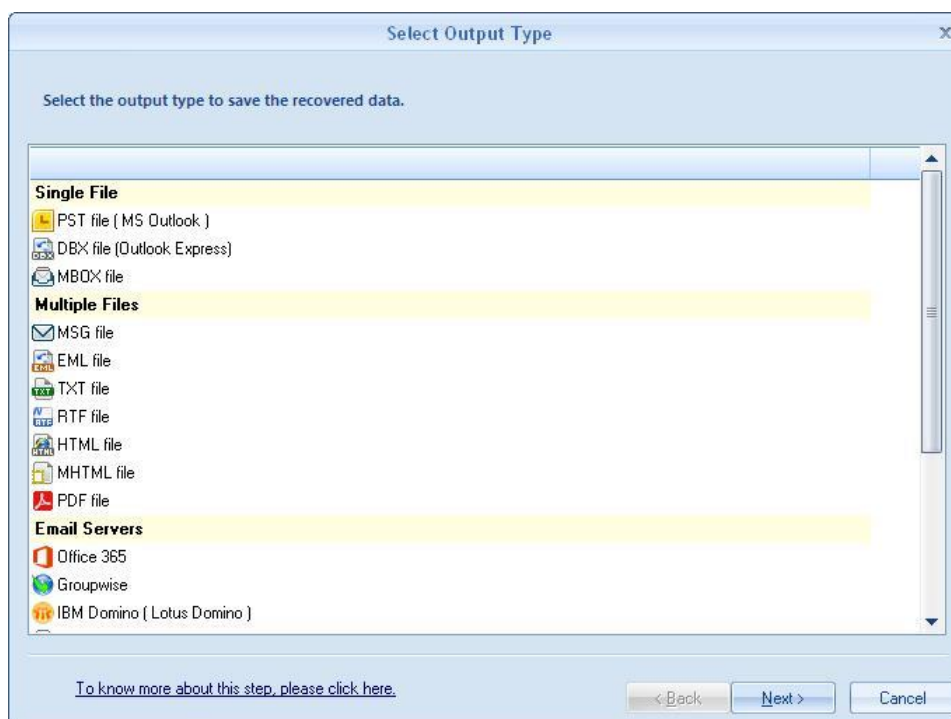 Select Output Type
Select the output type to save the recovered data.
Single File
PST file ( MS Outlook )
DBX file (Outlook Express)
MBOX file
Multiple Files
MSG file
EML file
TXT file
RTF file
HTML file
MHTML file
PDF file
Email Servers
Office 365
Groupwise
IBM Domino ( Lotus Domino )
To know more about this step, please click here.
< Back
Next >
Cancel